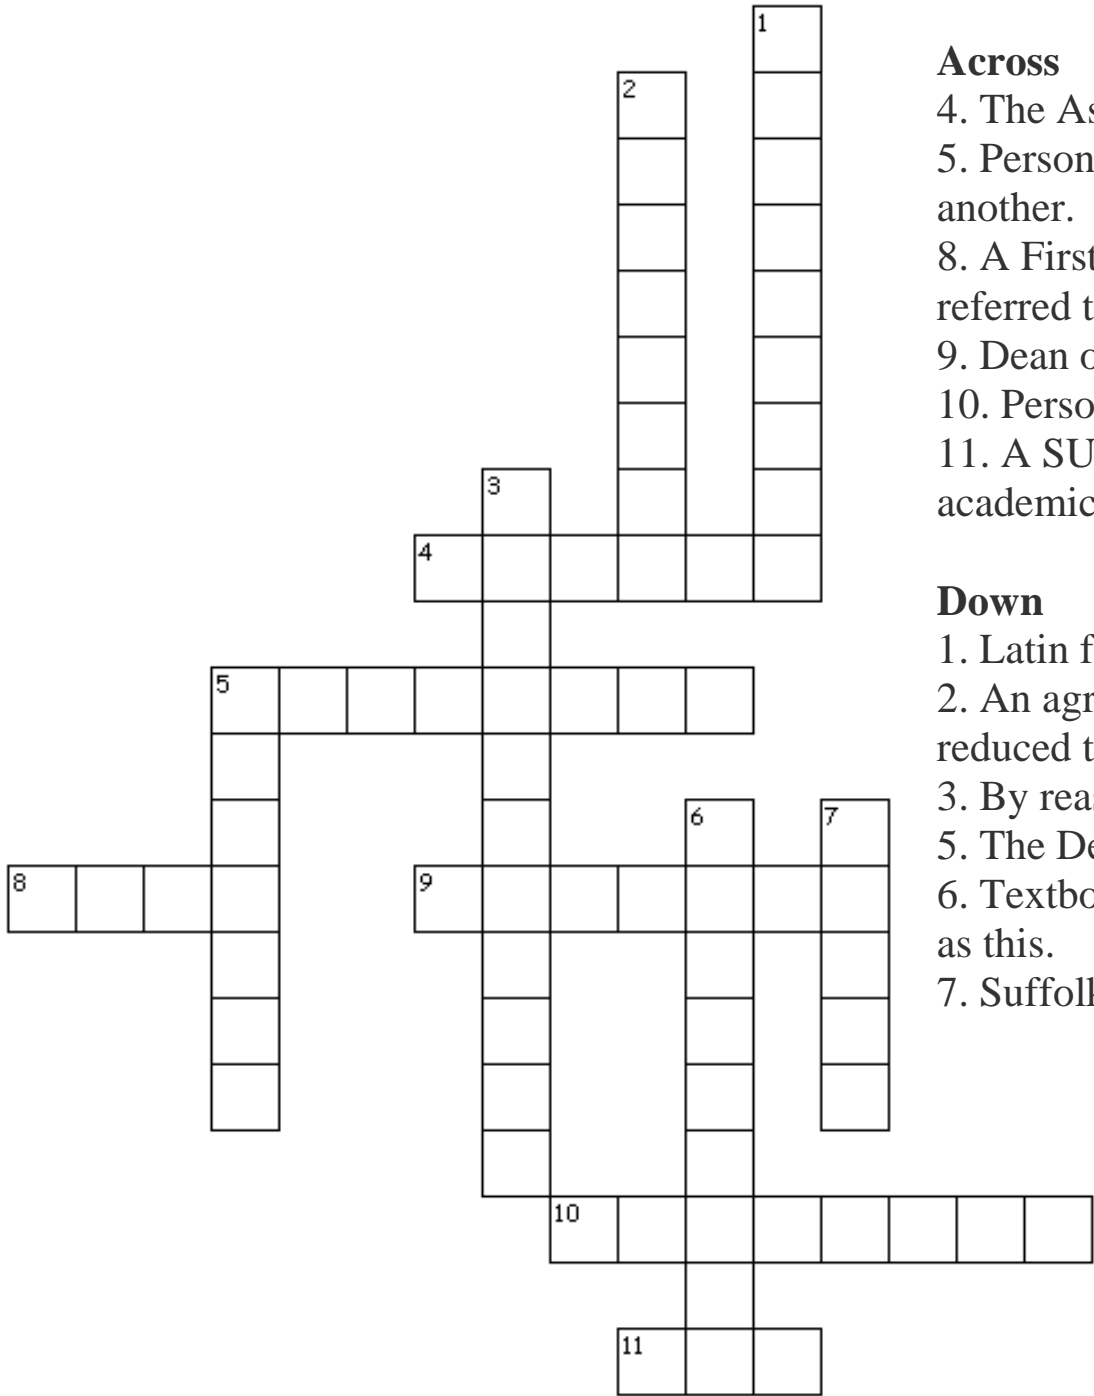 1
2
3
4
5
6
7
8
9
10
11
Across
4. The As
5. Person
another.
8. A First
referred t
9. Dean o
10. Perso
11. A SU
academic
Down
1. Latin f
2. An agr
reduced t
3. By reas
5. The De
6. Textbo
as this.
7. Suffolk